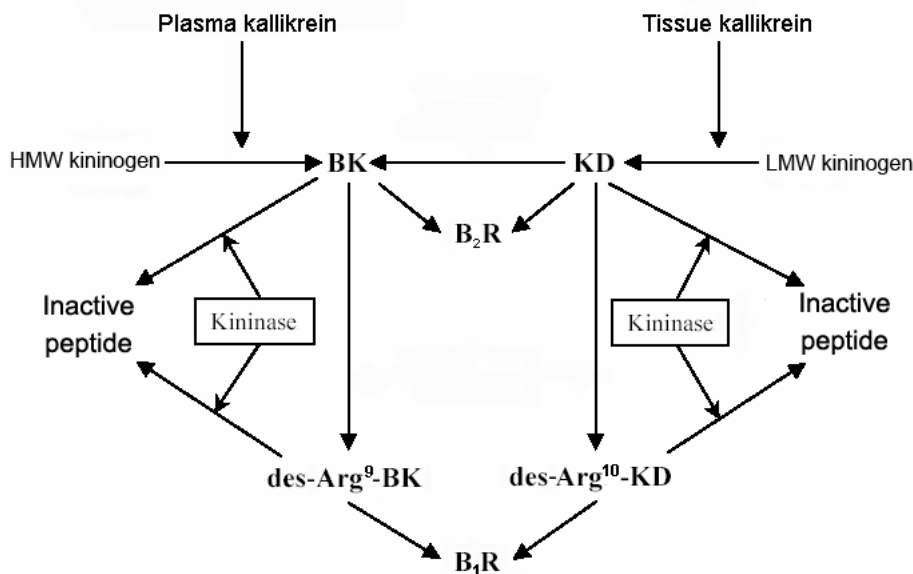 Plasma kallikrein
Tissue kallikrein
HMW kininogen
BK
KD
LMW kininogen
B₂R
Inactive
peptide
Kininase
Kininase
Inactive
peptide
des-Arg⁹-BK
des-Arg¹⁰-KD
B₁R